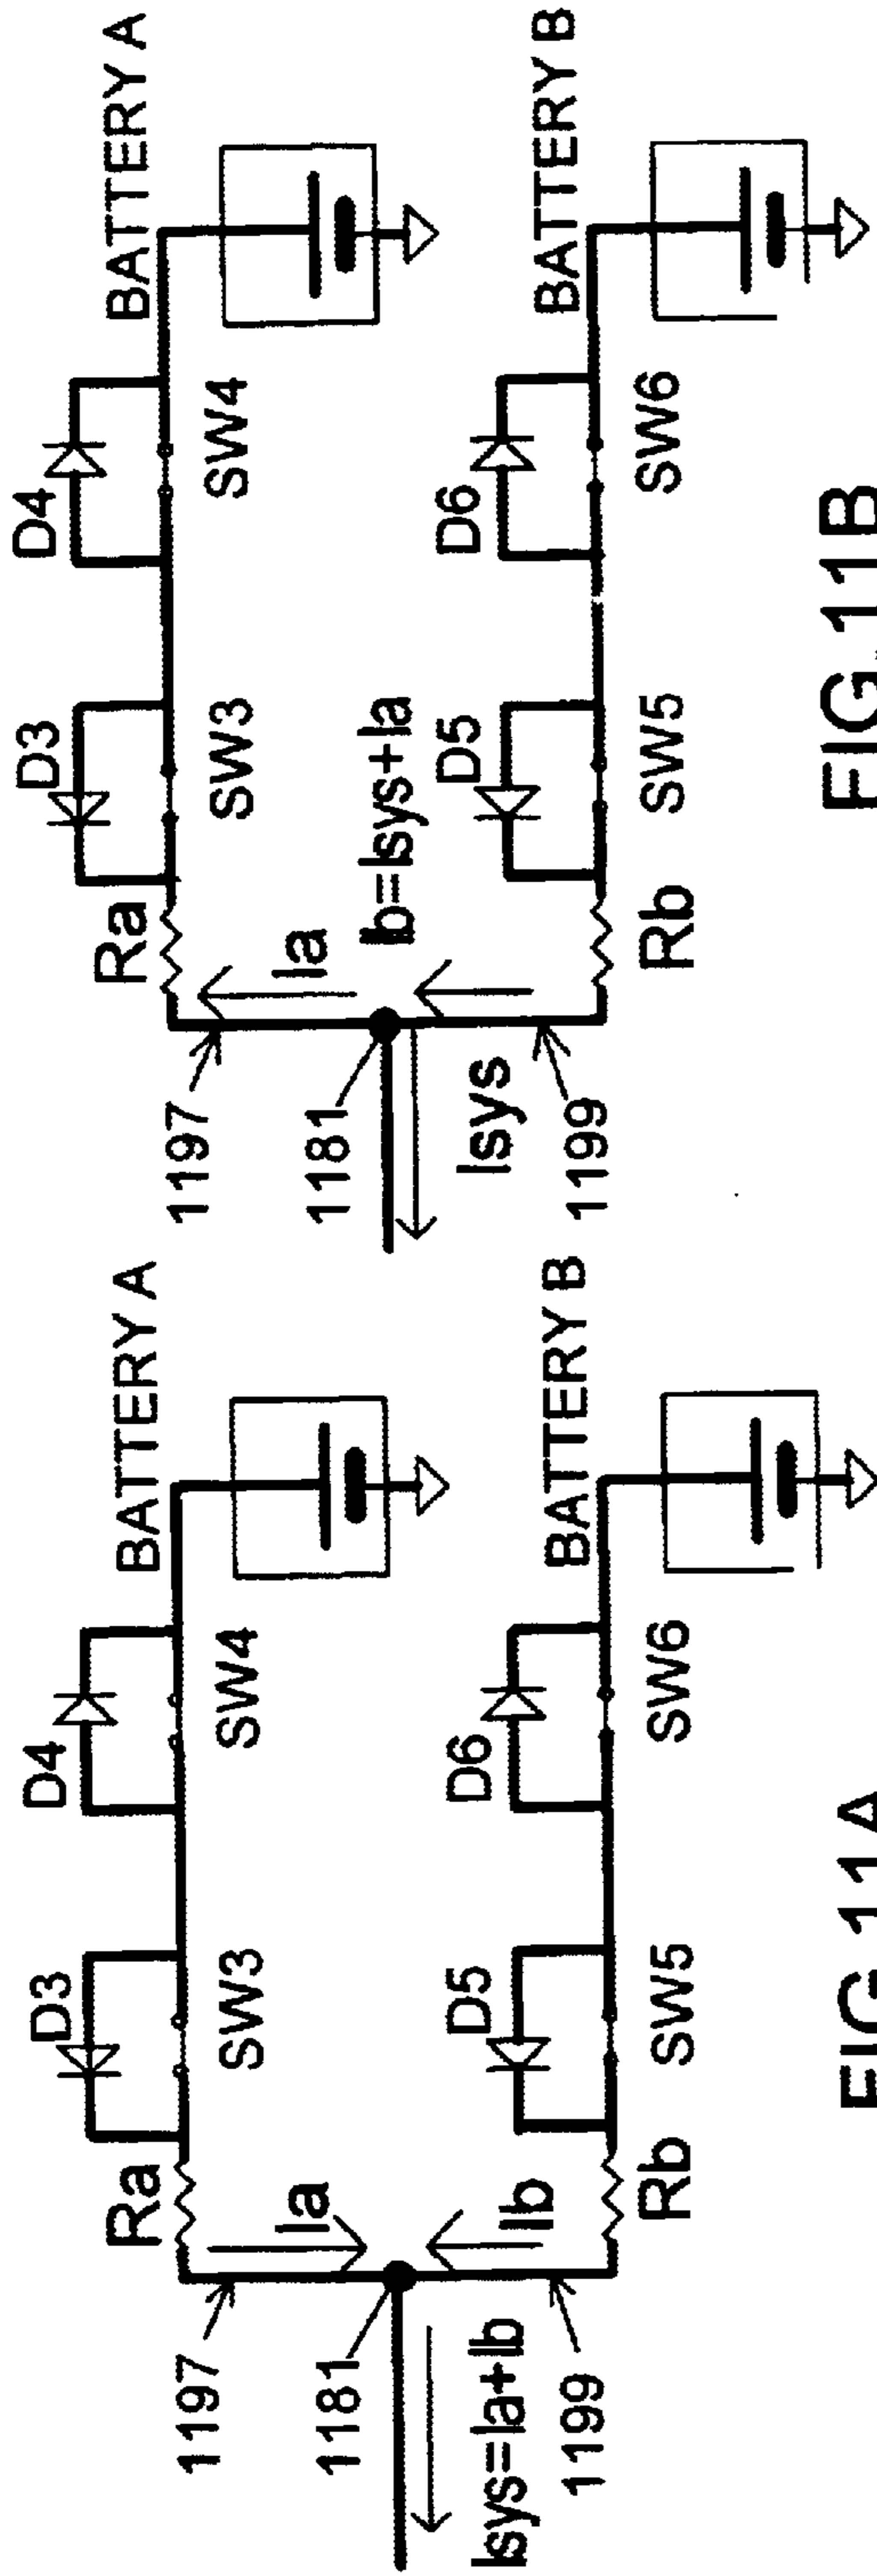 BATTERY A
D4
SW4
D3
SW3
Ra
Ia
1197
1181
Isys=Ia+Ib
1199
Ib
Rb
D5
SW5
D6
SW6
BATTERY B
FIG.11A
BATTERY A
D4
SW4
D3
SW3
Ra
Ia
1197
1181
Ib=Isys+Ia
Isys
1199
Rb
D5
SW5
D6
SW6
BATTERY B
FIG.11B